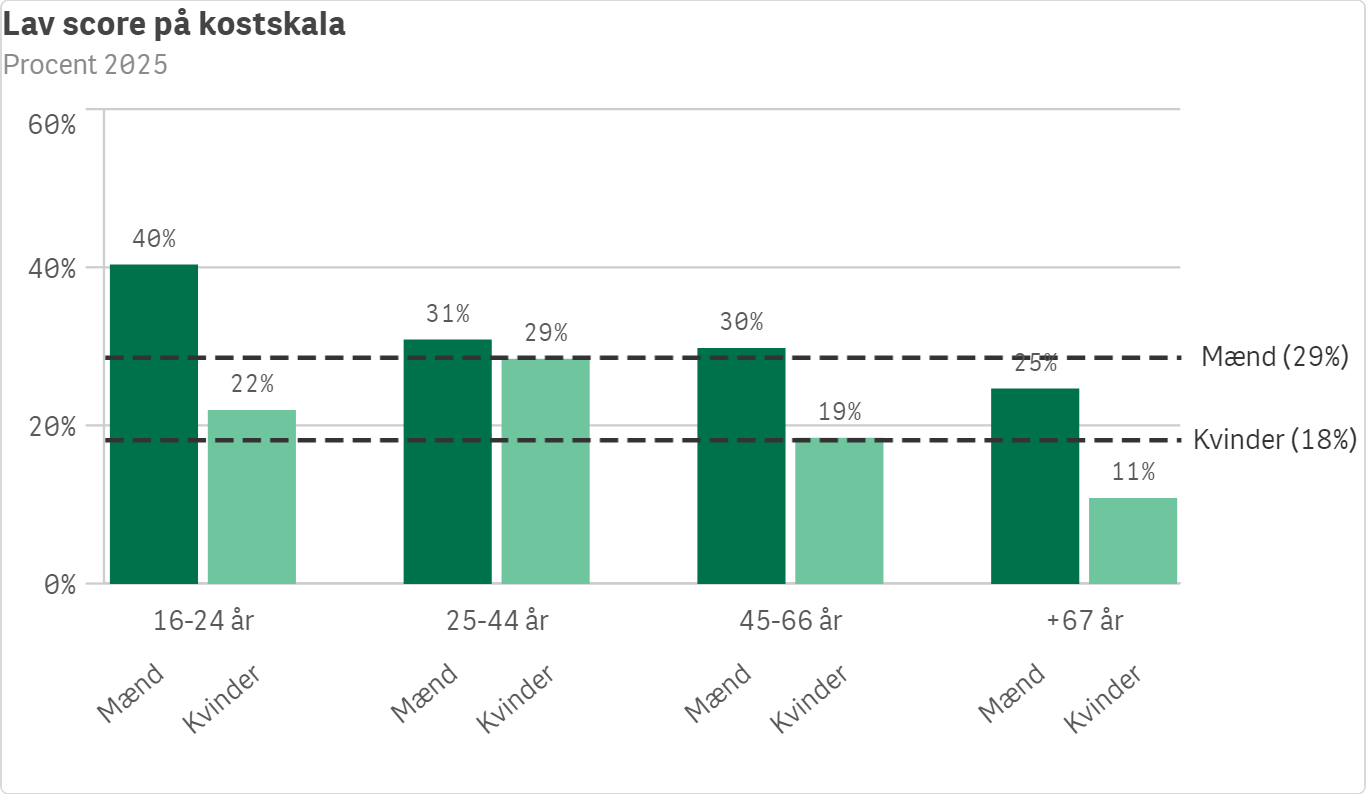 Lav score på kostskala
Procent 2025
60%
40%
20%
0%
40%
22%
31%
29%
30%
19%
25%
11%
Mænd (29%)
Kvinder (18%)
16-24 år
25-44 år
45-66 år
+67 år
Mænd
Kvinder
Mænd
Kvinder
Mænd
Kvinder
Mænd
Kvinder